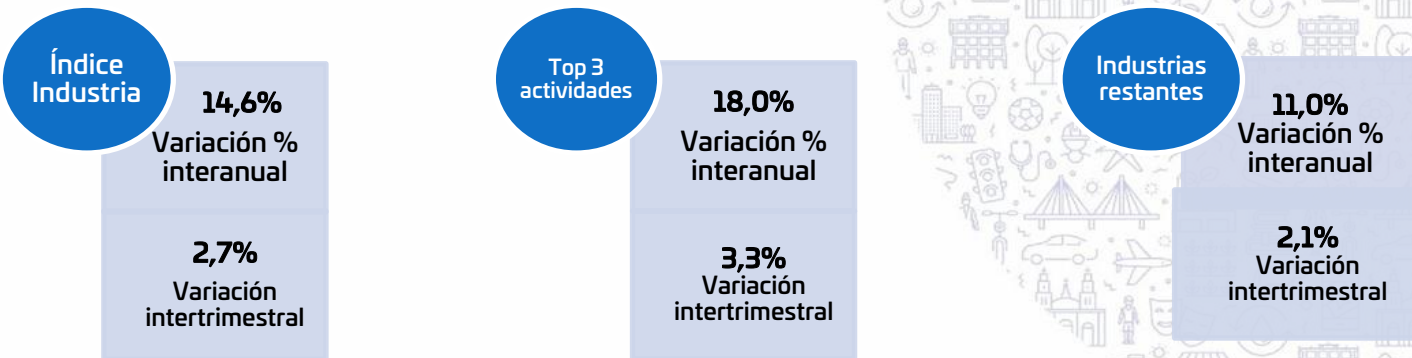 Índice
Industria
14,6%
Variación %
interanual
2,7%
Variación
intertrimestral
Top 3
actividades
18,0%
Variación %
interanual
3,3%
Variación
intertrimestral
Industrias
restantes
11,0%
Variación %
interanual
2,1%
Variación
intertrimestral